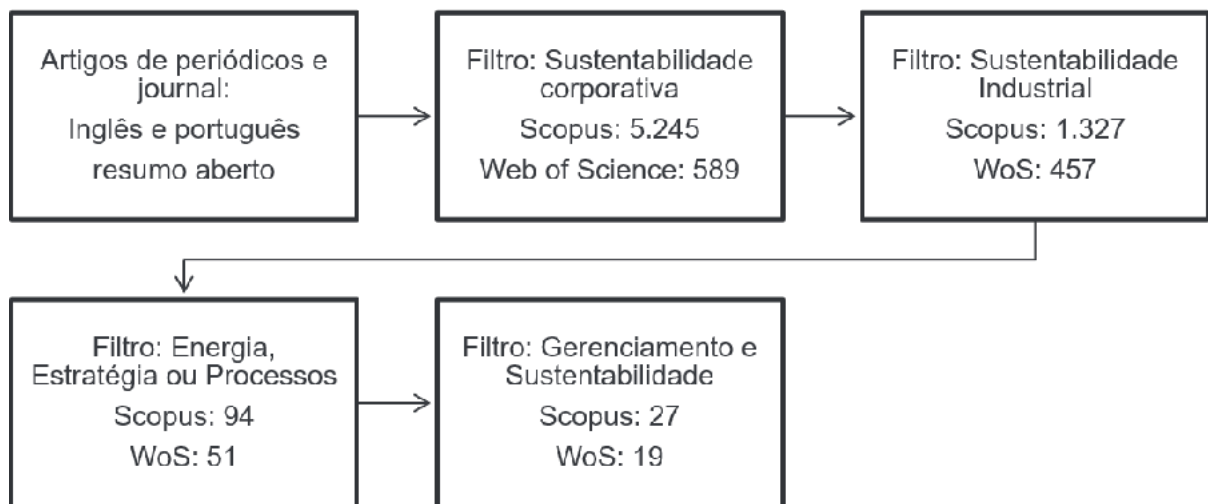 Artigos de periódicos e
journal:
Inglês e português
resumo aberto
Filtro: Sustentabilidade
corporativa
Scopus: 5.245
Web of Science: 589
Filtro: Sustentabilidade
Industrial
Scopus: 1.327
WoS: 457
Filtro: Energia,
Estratégia ou Processos
Scopus: 94
WoS: 51
Filtro: Gerenciamento e
Sustentabilidade
Scopus: 27
WoS: 19